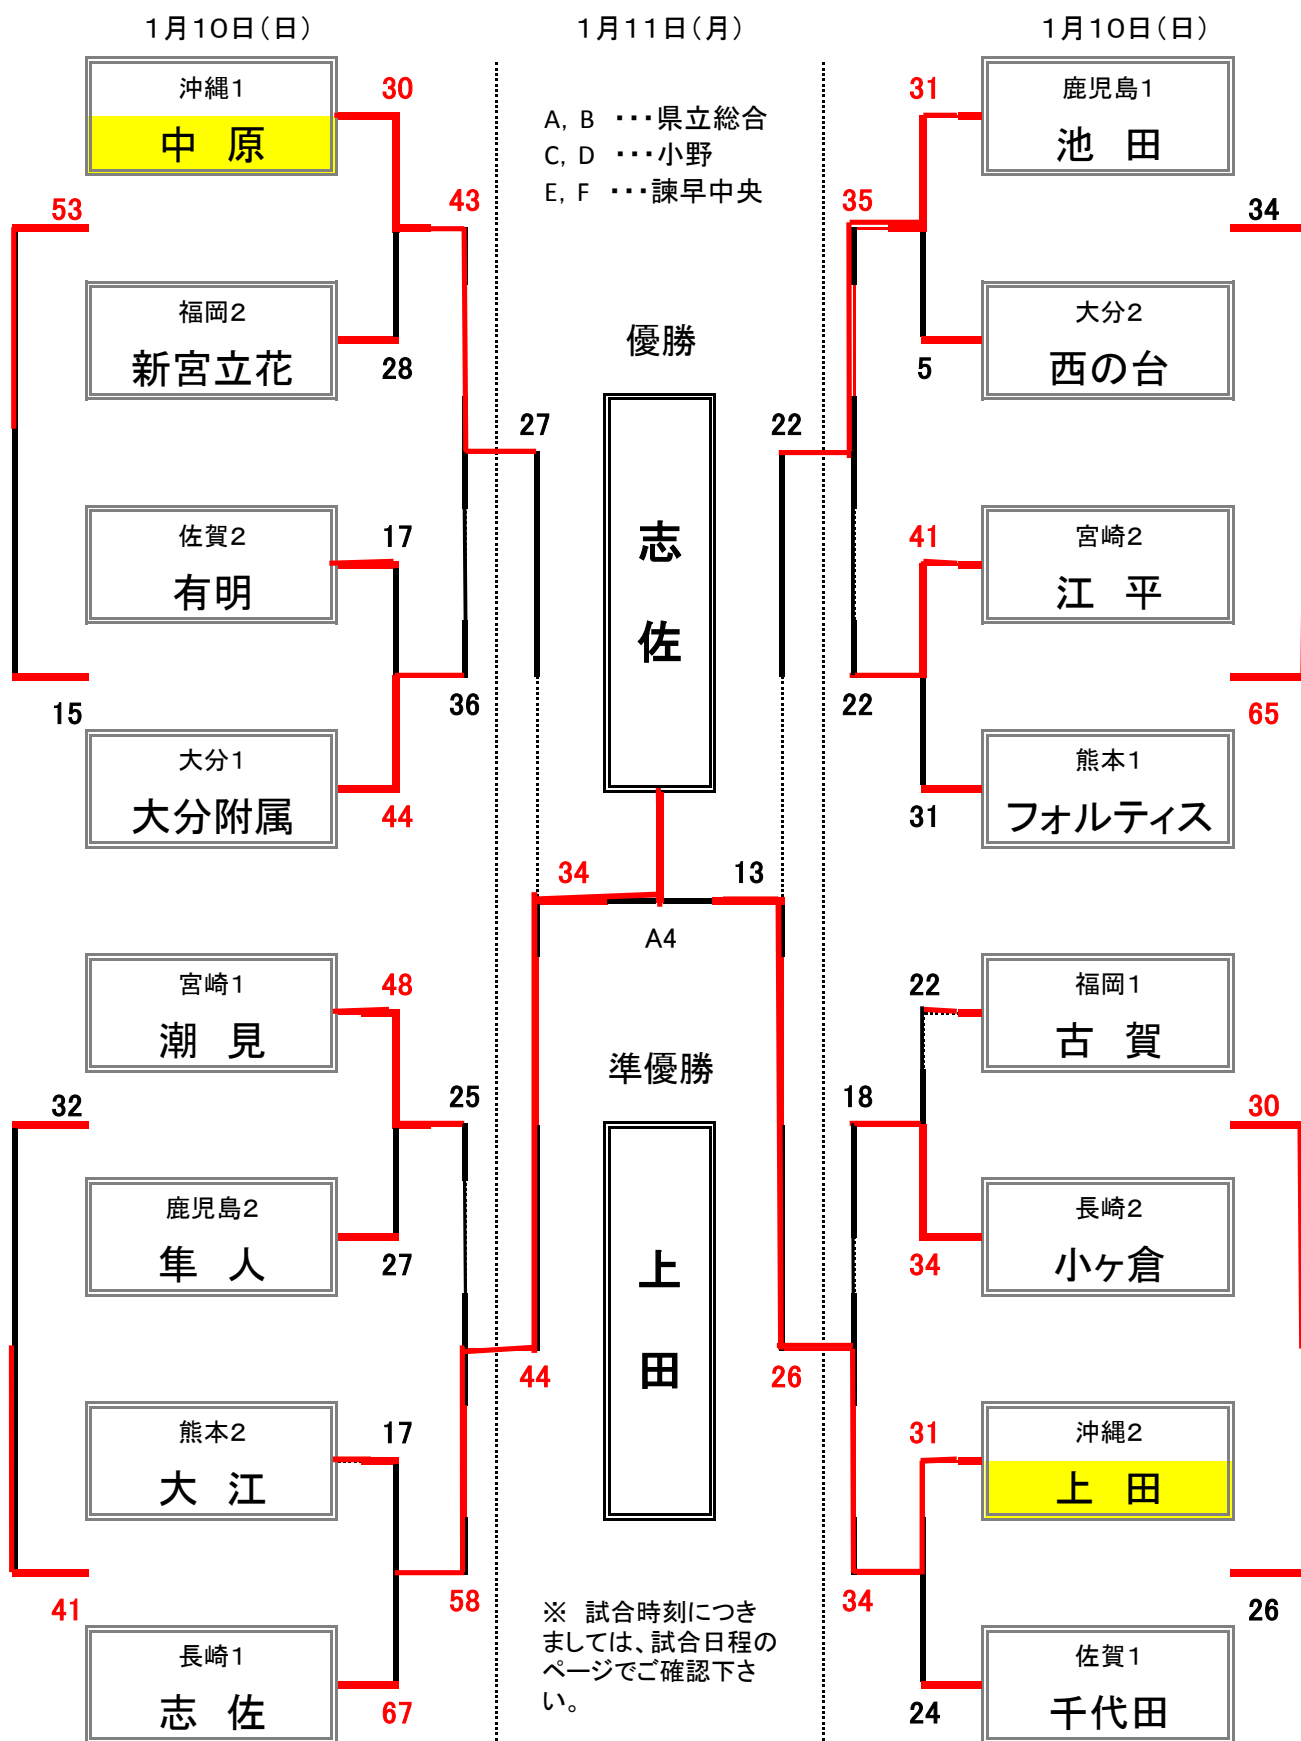 1月10日(日)
1月11日(月)
1月10日(日)
沖縄1
中 原
30
A, B ・・・県立総合
C, D ・・・小野
E, F ・・・諫早中央
31
鹿児島1
池 田
53
43
35
34
福岡2
新宮立花
28
優勝
5
大分2
西の台
27
22
佐賀2
有明
17
志佐
41
宮崎2
江 平
15
36
22
65
大分1
大分附属
44
31
熊本1
フォルティス
34
13
A4
宮崎1
潮 見
48
22
福岡1
古 賀
準優勝
32
25
18
30
鹿児島2
隼 人
27
上田
34
長崎2
小ヶ倉
44
26
熊本2
大 江
17
31
沖縄2
上 田
41
58
34
26
※ 試合時刻につき
ましては、試合日程の
ページでご確認下さ
い。
長崎1
志 佐
67
24
佐賀1
千代田